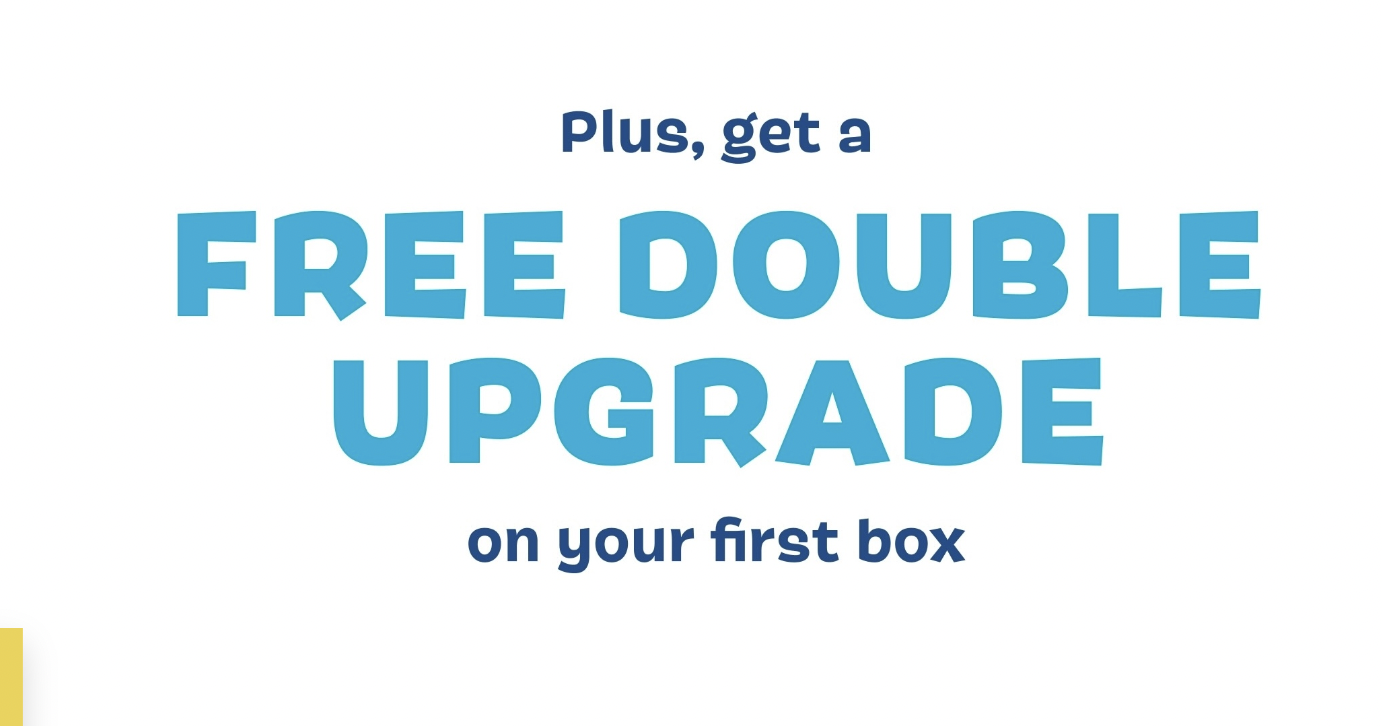 Plus, get a
FREE DOUBLE
UPGRADE
on your first box